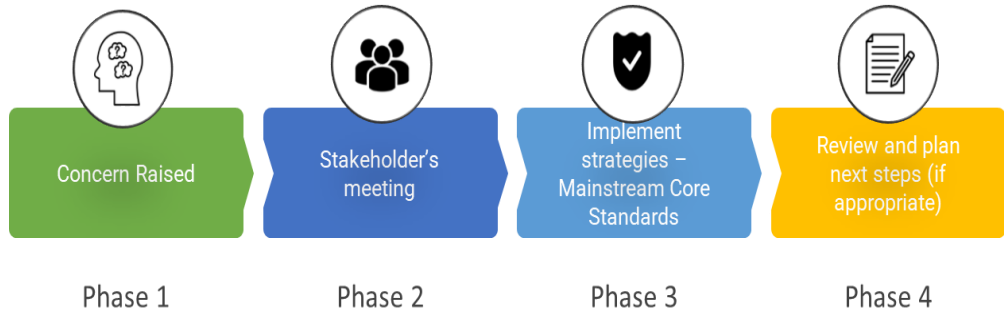 Concern Raised
Stakeholder's
meeting
Implement
strategies –
Mainstream Core
Standards
Review and plan
next steps (if
appropriate)
Phase 1
Phase 2
Phase 3
Phase 4